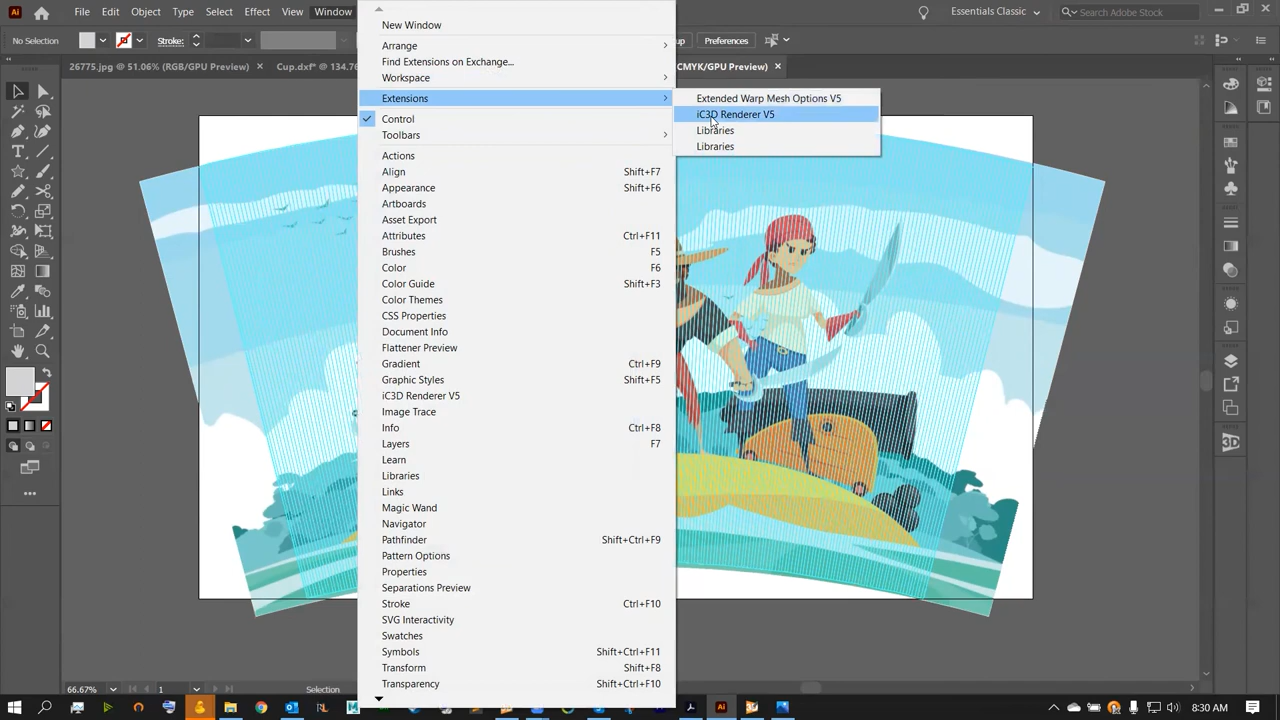 File Edit Object Type Select Effect View Window
Essentials Classic
Search Adobe Stock
No Selection
Stroke:
up
Preferences
26775.jpg @ 51.06% (RGB/GPU Preview) ×
Cup.dxf* @ 134.76
CMYK/GPU Preview) ×
New Window
Arrange
Find Extensions on Exchange...
Workspace
Extensions
Extended Warp Mesh Options V5
iC3D Renderer V5
Libraries
Libraries
Control
Toolbars
Actions
Align Shift+F7
Appearance Shift+F6
Artboards
Asset Export
Attributes Ctrl+F11
Brushes F5
Color F6
Color Guide Shift+F3
Color Themes
CSS Properties
Document Info
Flattener Preview
Gradient Ctrl+F9
Graphic Styles Shift+F5
iC3D Renderer V5
Image Trace
Info Ctrl+F8
Layers F7
Learn
Libraries
Links
Magic Wand
Navigator
Pathfinder Shift+Ctrl+F9
Pattern Options
Properties
Separations Preview
Stroke Ctrl+F10
SVG Interactivity
Swatches
Symbols Shift+Ctrl+F11
Transform Shift+F8
Transparency Shift+Ctrl+F10
3D
66.67%
1
Selection
8:30 AM